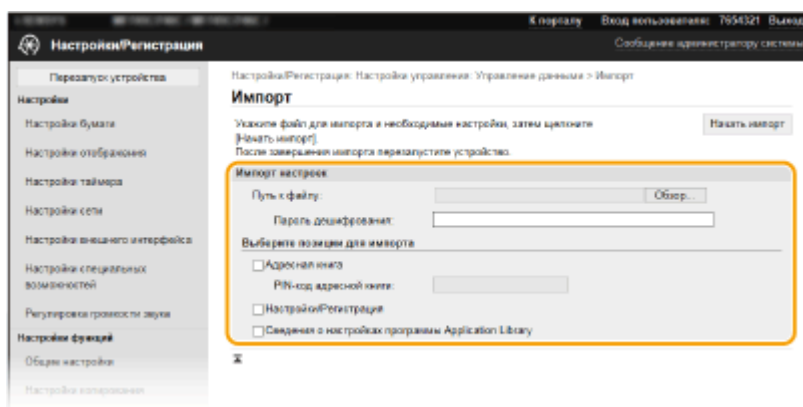 К порталу Вход пользователя: 7654321 Выход
Настройки/Регистрация
Сообщение администратору системы
Перезапуск устройства
Настройки
Настройки бумаги
Настройки отображения
Настройки таймера
Настройки сети
Настройки внешнего интерфейса
Настройки специальных
возможностей
Регулировка громкости звука
Настройки функций
Общие настройки
Настройки копирования
Настройки/Регистрация: Настройки управления: Управление данными > Импорт
Импорт
Укажите файл для импорта и необходимые настройки, затем щелкните
[Начать импорт].
После завершения импорта перезапустите устройство.
Начать импорт
Импорт настроек
Путь к файлу:
Обзор...
Пароль дешифрования:
Выберите позиции для импорта
Адресная книга
PIN-код адресной книги:
Настройки/Регистрация
Сведения о настройках программы Application Library